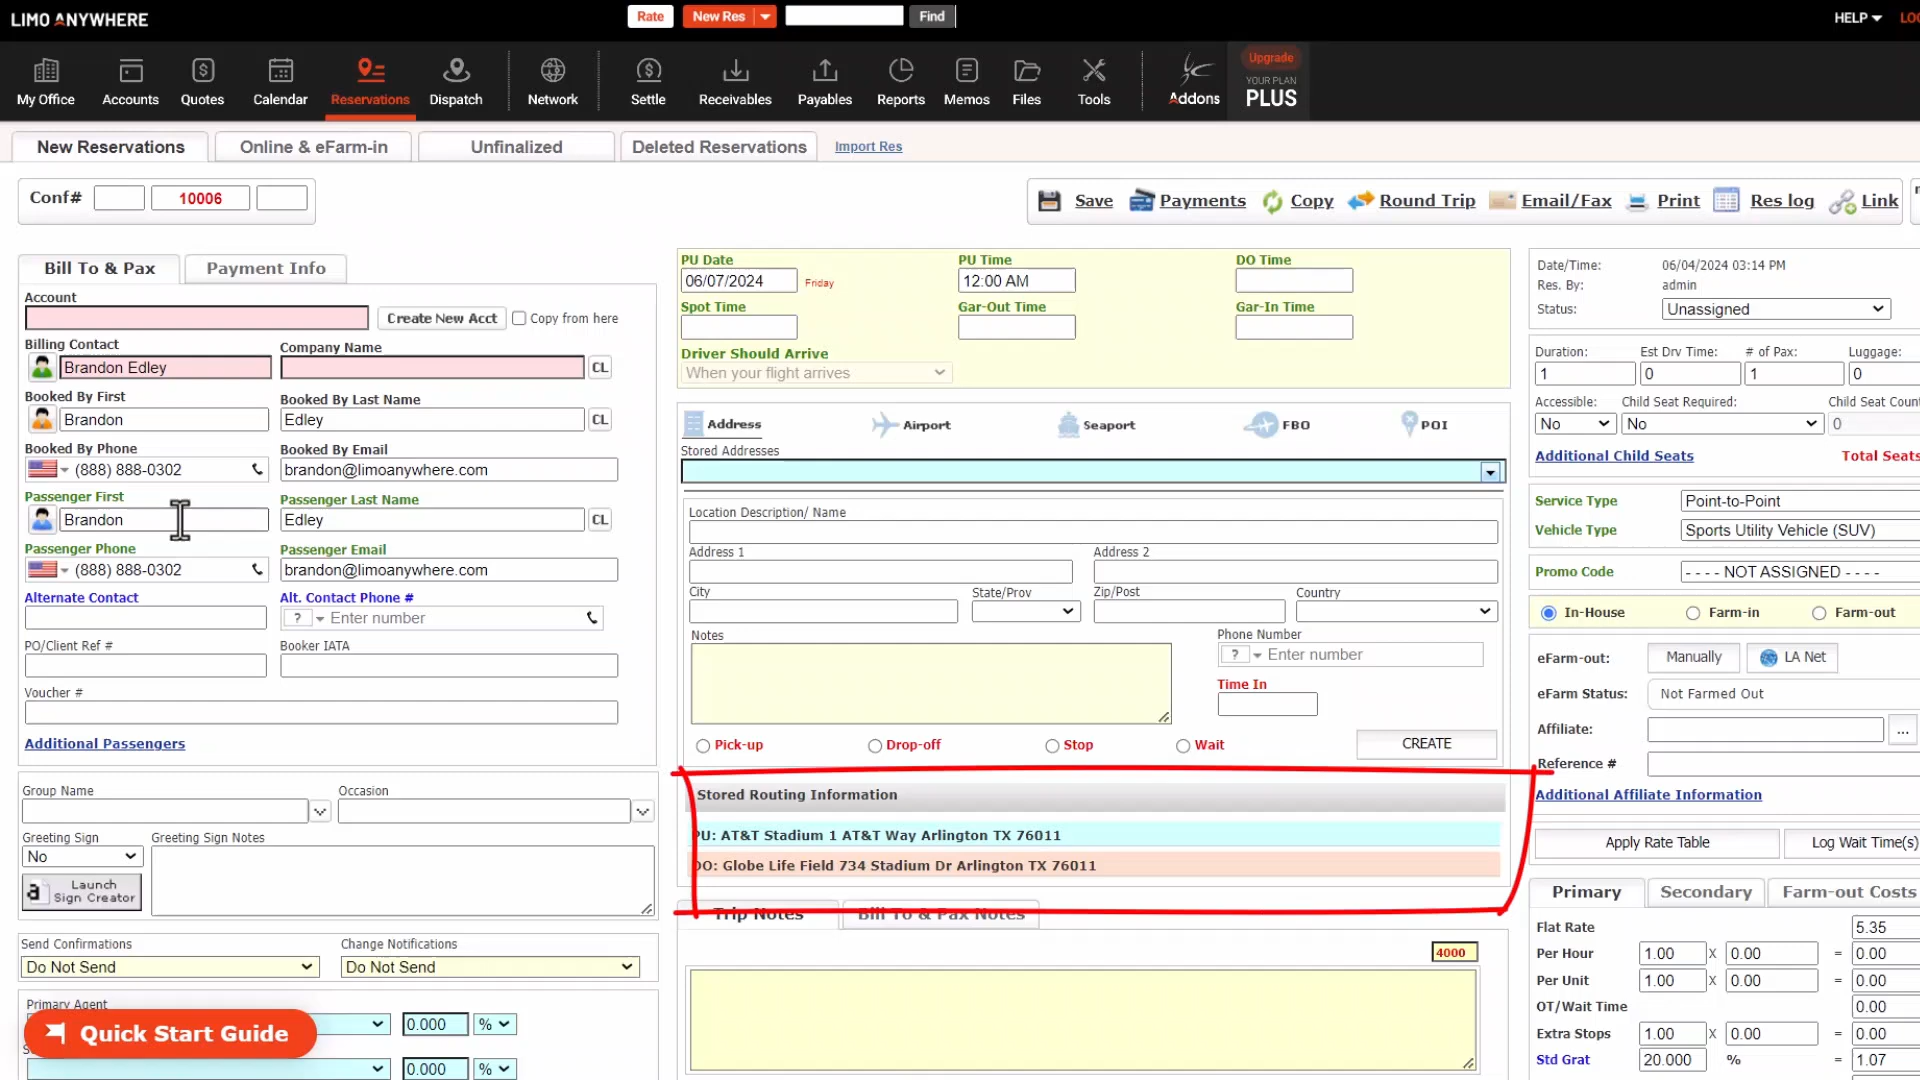 LIMO ANYWHERE
Rate
New Res
Find
HELP
My Office
Accounts
Quotes
Calendar
Reservations
Dispatch
Network
Settle
Receivables
Payables
Reports
Memos
Files
Tools
Addons
Upgrade
YOUR PLAN
PLUS
New Reservations
Online & eFarm-in
Unfinalized
Deleted Reservations
Import Res
Conf#
10006
Save
Payments
Copy
Round Trip
Email/Fax
Print
Res log
Link
Bill To & Pax
Payment Info
Account
Create New Acct
Copy from here
Billing Contact
Company Name
Brandon Edley
CL
Booked By First
Booked By Last Name
Brandon
Edley
CL
Booked By Phone
Booked By Email
(888) 888-0302
brandon@limoanywhere.com
Passenger First
Passenger Last Name
Brandon
Edley
CL
Passenger Phone
Passenger Email
(888) 888-0302
brandon@limoanywhere.com
Alternate Contact
Alt. Contact Phone #
?
Enter number
PO/Client Ref #
Booker IATA
Voucher #
Additional Passengers
Group Name
Occasion
Greeting Sign
Greeting Sign Notes
No
a
Launch
Sign Creator
Send Confirmations
Change Notifications
Do Not Send
Do Not Send
Primary Agent
0.000
%
Quick Start Guide
0.000
%
PU Date
PU Time
DO Time
06/07/2024
Friday
12:00 AM
Spot Time
Gar-Out Time
Gar-In Time
Driver Should Arrive
When your flight arrives
Address
Airport
Seaport
FBO
POI
Stored Addresses
Location Description/ Name
Address 1
Address 2
City
State/Prov
Zip/Post
Country
Notes
Phone Number
?
Enter number
Time In
Pick-up
Drop-off
Stop
Wait
CREATE
Stored Routing Information
PU: AT&T Stadium 1 AT&T Way Arlington TX 76011
DO: Globe Life Field 734 Stadium Dr Arlington TX 76011
Trip Notes
Bill To & Pax Notes
4000
Date/Time:
06/04/2024 03:14 PM
Res. By:
admin
Status:
Unassigned
Duration:
Est Drv Time:
# of Pax:
Luggage:
1
0
1
0
Accessible:
Child Seat Required:
Child Seat Coun
No
No
0
Additional Child Seats
Total Seats
Service Type
Point-to-Point
Vehicle Type
Sports Utility Vehicle (SUV)
Promo Code
- - - - NOT ASSIGNED - - - -
In-House
Farm-in
Farm-out
eFarm-out:
Manually
LA Net
eFarm Status:
Not Farmed Out
Affiliate:
...
Reference #
Additional Affiliate Information
Apply Rate Table
Log Wait Time(s)
Primary
Secondary
Farm-out Costs
Flat Rate
5.35
Per Hour
1.00
X
0.00
=
0.00
Per Unit
1.00
X
0.00
=
0.00
OT/Wait Time
0.00
Extra Stops
1.00
X
0.00
=
0.00
Std Grat
20.000
%
=
1.07